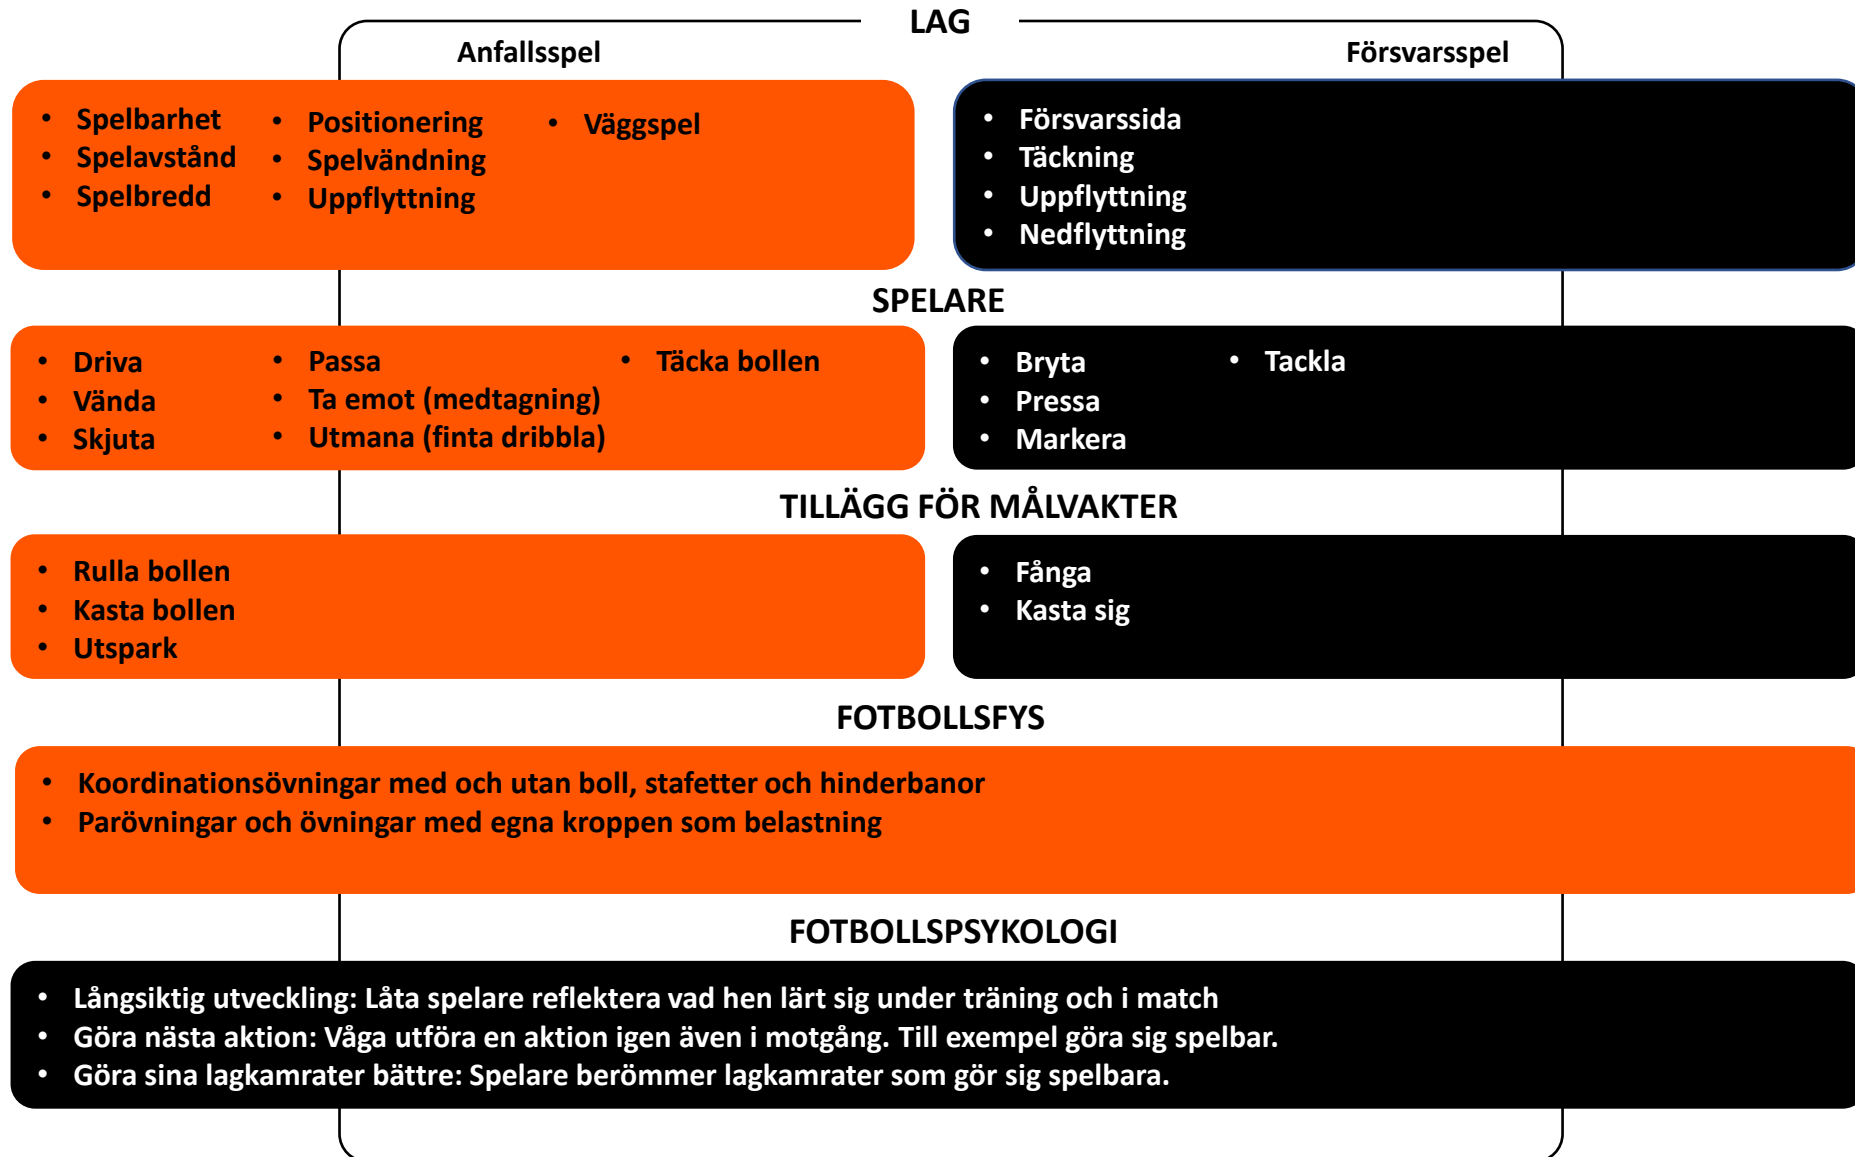 LAG
Anfallsspel
Försvarsspel
• Spelbarhet
• Spelavstånd
• Spelbredd
• Positionering
• Spelvändning
• Uppflyttning
• Väggspel
• Försvarssida
• Täckning
• Uppflyttning
• Nedflyttning
SPELARE
• Driva
• Vända
• Skjuta
• Passa
• Ta emot (medtagning)
• Utmana (finta dribbla)
• Täcka bollen
• Bryta
• Pressa
• Markera
• Tackla
TILLÄGG FÖR MÅLVAKTER
• Rulla bollen
• Kasta bollen
• Utspark
• Fånga
• Kasta sig
FOTBOLLSFYS
• Koordinationsövningar med och utan boll, stafetter och hinderbanor
• Parövningar och övningar med egna kroppen som belastning
FOTBOLLSPSYKOLOGI
• Långsiktig utveckling: Låta spelare reflektera vad hen lärt sig under träning och i match
• Göra nästa aktion: Våga utföra en aktion igen även i motgång. Till exempel göra sig spelbar.
• Göra sina lagkamrater bättre: Spelare berömmer lagkamrater som gör sig spelbara.